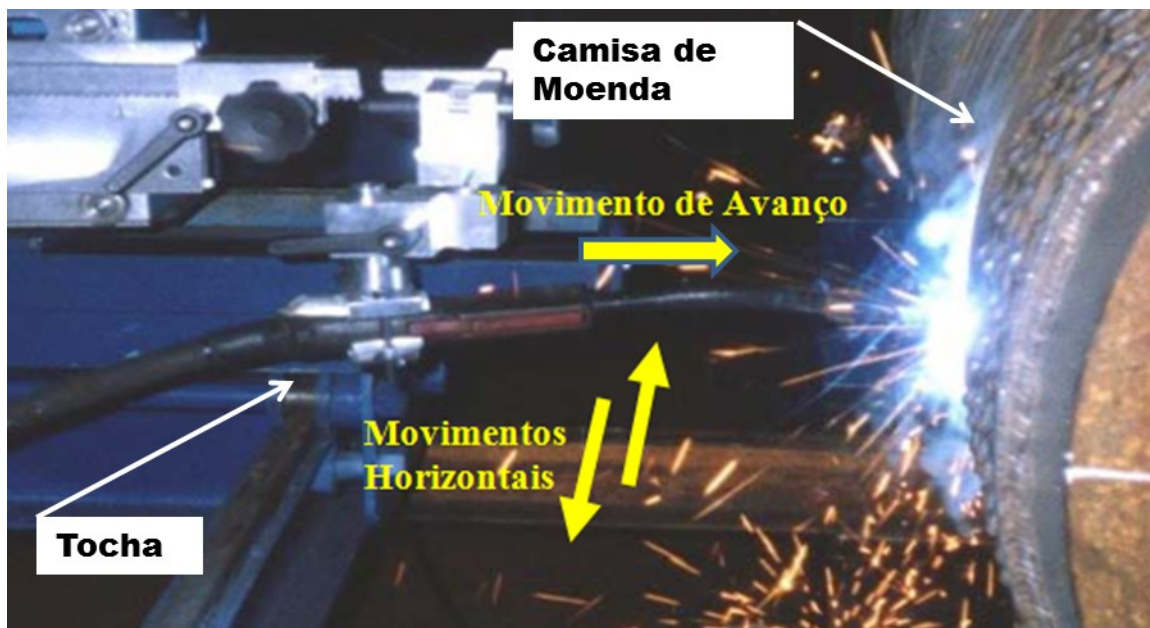 Camisa de
Moenda
Movimento de Avanço
Movimentos
Horizontais
Tocha